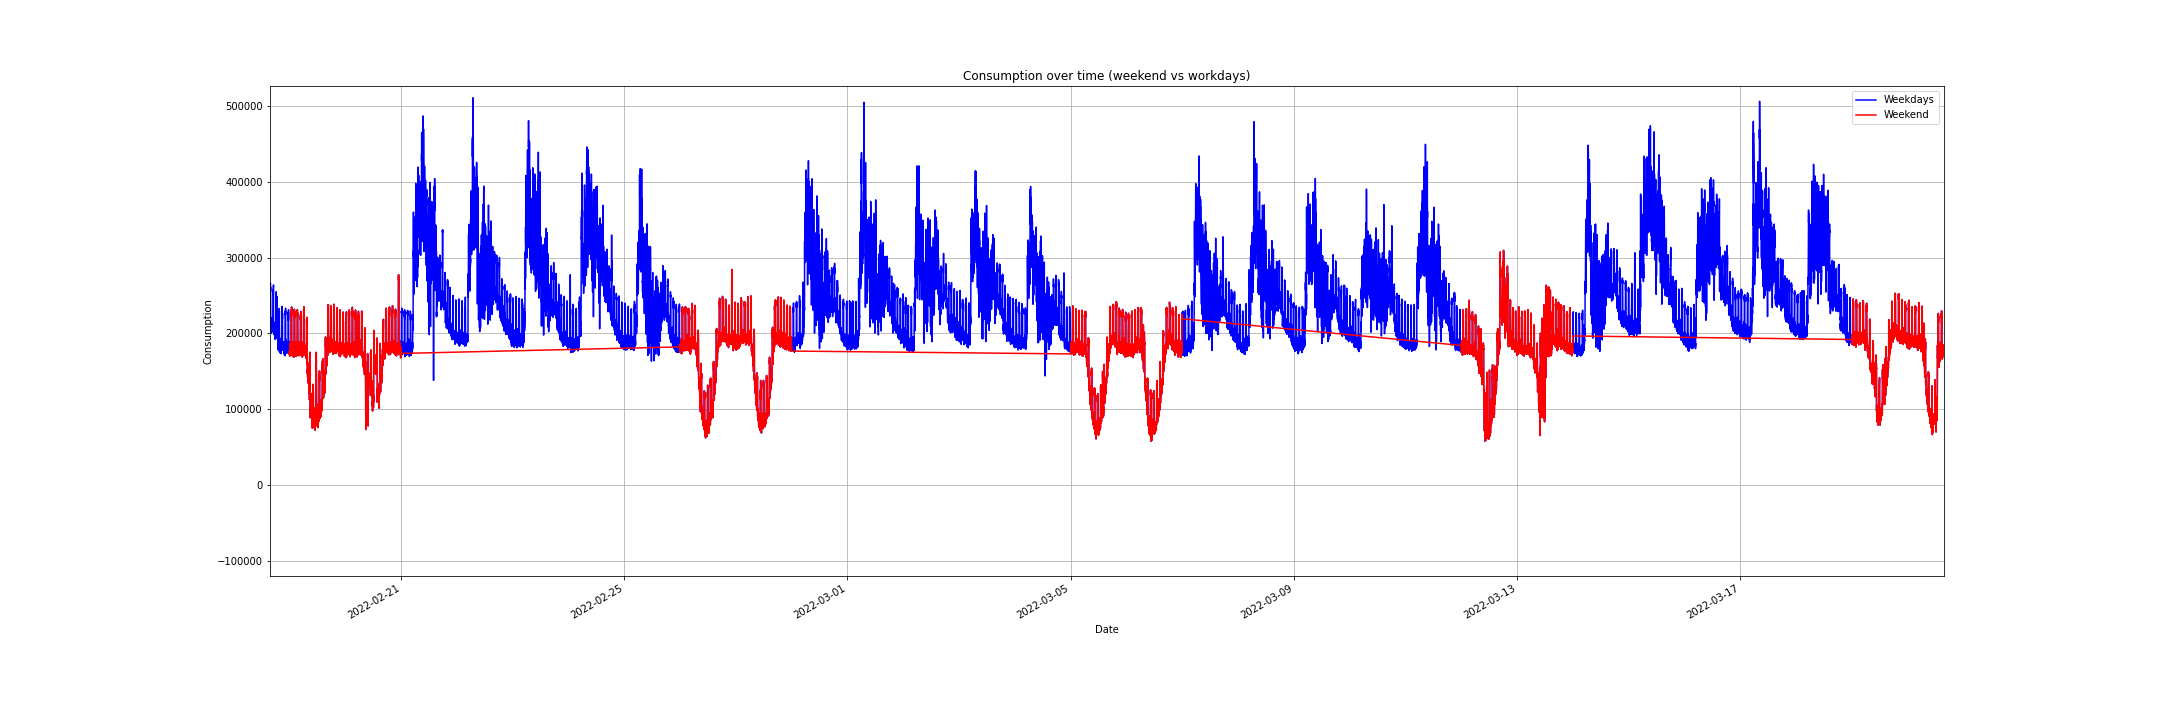 Consumption over time (weekend vs workdays)
Weekdays
Weekend
500000
400000
300000
200000
100000
0
−100000
Consumption
2022-02-21
2022-02-25
2022-03-01
2022-03-05
2022-03-09
2022-03-13
2022-03-17
Date